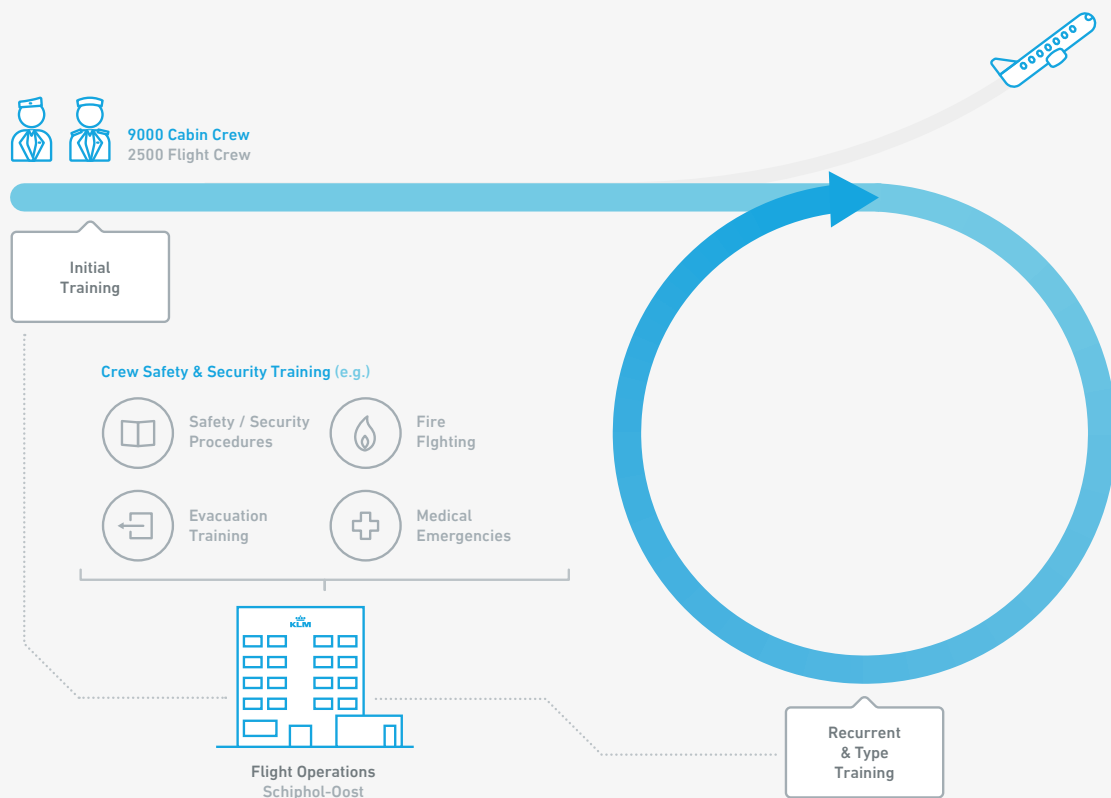 9000 Cabin Crew
2500 Flight Crew
Initial
Training
Crew Safety & Security Training (e.g.)
Safety / Security
Procedures
Fire
FIghting
Evacuation
Training
Medical
Emergencies
KLM
Flight Operations
Schiphol-Oost
Recurrent
& Type
Training